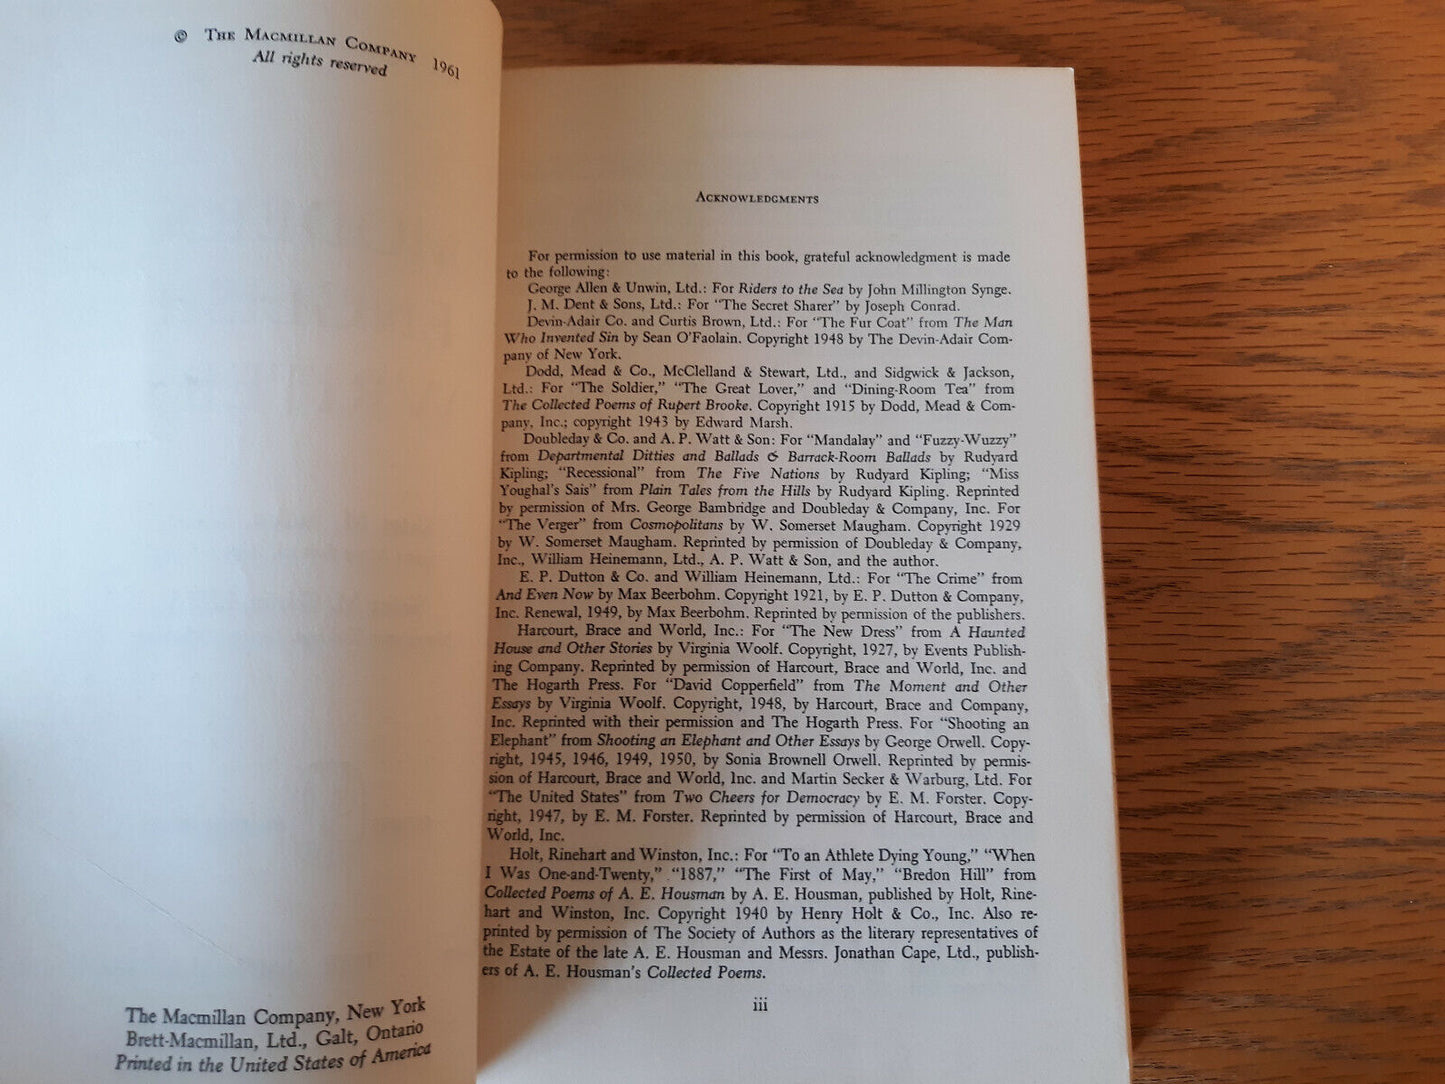 © The Macmillan Company 1961
All rights reserved
The Macmillan Company, New York
Brett-Macmillan, Ltd., Galt, Ontario
Printed in the United States of America
Acknowledgments
For permission to use material in this book, grateful acknowledgment is made
to the following:
George Allen & Unwin, Ltd.: For Riders to the Sea by John Millington Synge.
J. M. Dent & Sons, Ltd.: For "The Secret Sharer" by Joseph Conrad.
Devin-Adair Co. and Curtis Brown, Ltd.: For "The Fur Coat" from The Man
Who Invented Sin by Sean O'Faolain. Copyright 1948 by The Devin-Adair Com-
pany of New York.
Dodd, Mead & Co., McClelland & Stewart, Ltd., and Sidgwick & Jackson,
Ltd.: For "The Soldier," "The Great Lover," and "Dining-Room Tea" from
The Collected Poems of Rupert Brooke. Copyright 1915 by Dodd, Mead & Com-
pany, Inc.; copyright 1943 by Edward Marsh.
Doubleday & Co. and A. P. Watt & Son: For "Mandalay" and "Fuzzy-Wuzzy"
from Departmental Ditties and Ballads & Barrack-Room Ballads by Rudyard
Kipling; "Recessional" from The Five Nations by Rudyard Kipling; "Miss
Youghal's Sais" from Plain Tales from the Hills by Rudyard Kipling. Reprinted
by permission of Mrs. George Bambridge and Doubleday & Company, Inc. For
"The Verger" from Cosmopolitans by W. Somerset Maugham. Copyright 1929
by W. Somerset Maugham. Reprinted by permission of Doubleday & Company,
Inc., William Heinemann, Ltd., A. P. Watt & Son, and the author.
E. P. Dutton & Co. and William Heinemann, Ltd.: For "The Crime" from
And Even Now by Max Beerbohm. Copyright 1921, by E. P. Dutton & Company,
Inc. Renewal, 1949, by Max Beerbohm. Reprinted by permission of the publishers.
Harcourt, Brace and World, Inc.: For "The New Dress" from A Haunted
House and Other Stories by Virginia Woolf. Copyright, 1927, by Events Publish-
ing Company. Reprinted by permission of Harcourt, Brace and World, Inc. and
The Hogarth Press. For "David Copperfield" from The Moment and Other
Essays by Virginia Woolf. Copyright, 1948, by Harcourt, Brace and Company,
Inc. Reprinted with their permission and The Hogarth Press. For "Shooting an
Elephant" from Shooting an Elephant and Other Essays by George Orwell. Copy-
right, 1945, 1946, 1949, 1950, by Sonia Brownell Orwell. Reprinted by permis-
sion of Harcourt, Brace and World, Inc. and Martin Secker & Warburg, Ltd. For
"The United States" from Two Cheers for Democracy by E. M. Forster. Copy-
right, 1947, by E. M. Forster. Reprinted by permission of Harcourt, Brace and
World, Inc.
Holt, Rinehart and Winston, Inc.: For "To an Athlete Dying Young," "When
I Was One-and-Twenty," "1887," "The First of May," "Bredon Hill" from
Collected Poems of A. E. Housman by A. E. Housman, published by Holt, Rine-
hart and Winston, Inc. Copyright 1940 by Henry Holt & Co., Inc. Also re-
printed by permission of The Society of Authors as the literary representatives of
the Estate of the late A. E. Housman and Messrs. Jonathan Cape, Ltd., publish-
ers of A. E. Housman's Collected Poems.
iii